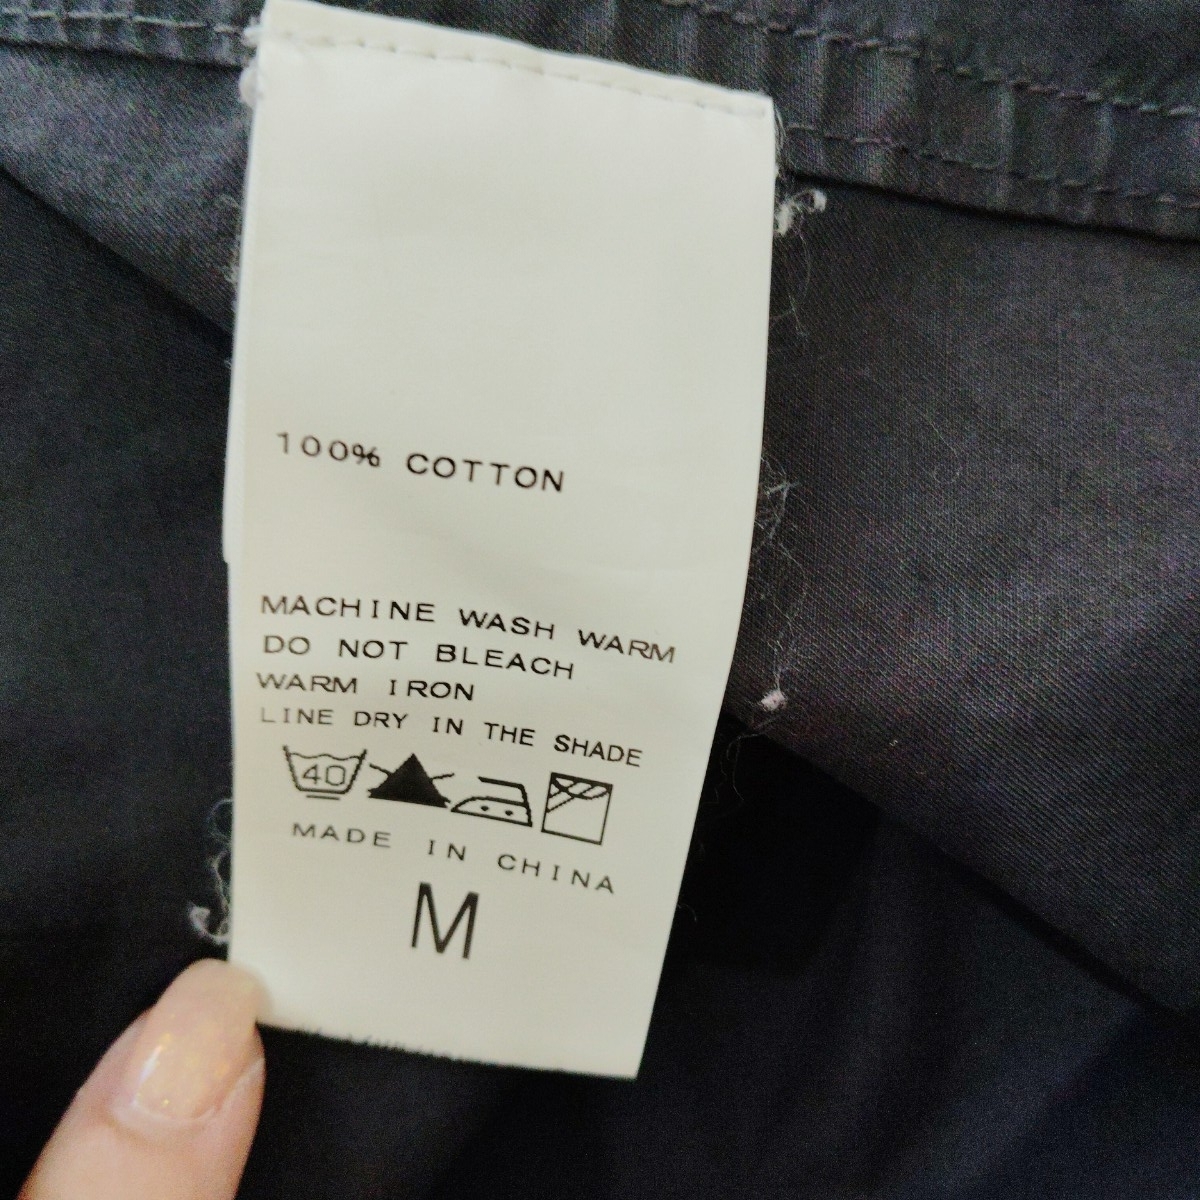 100% COTTON
MACHINE WASH WARM
DO NOT BLEACH
WARM IRON
LINE DRY IN THE SHADE
40
MADE IN CHINA
M